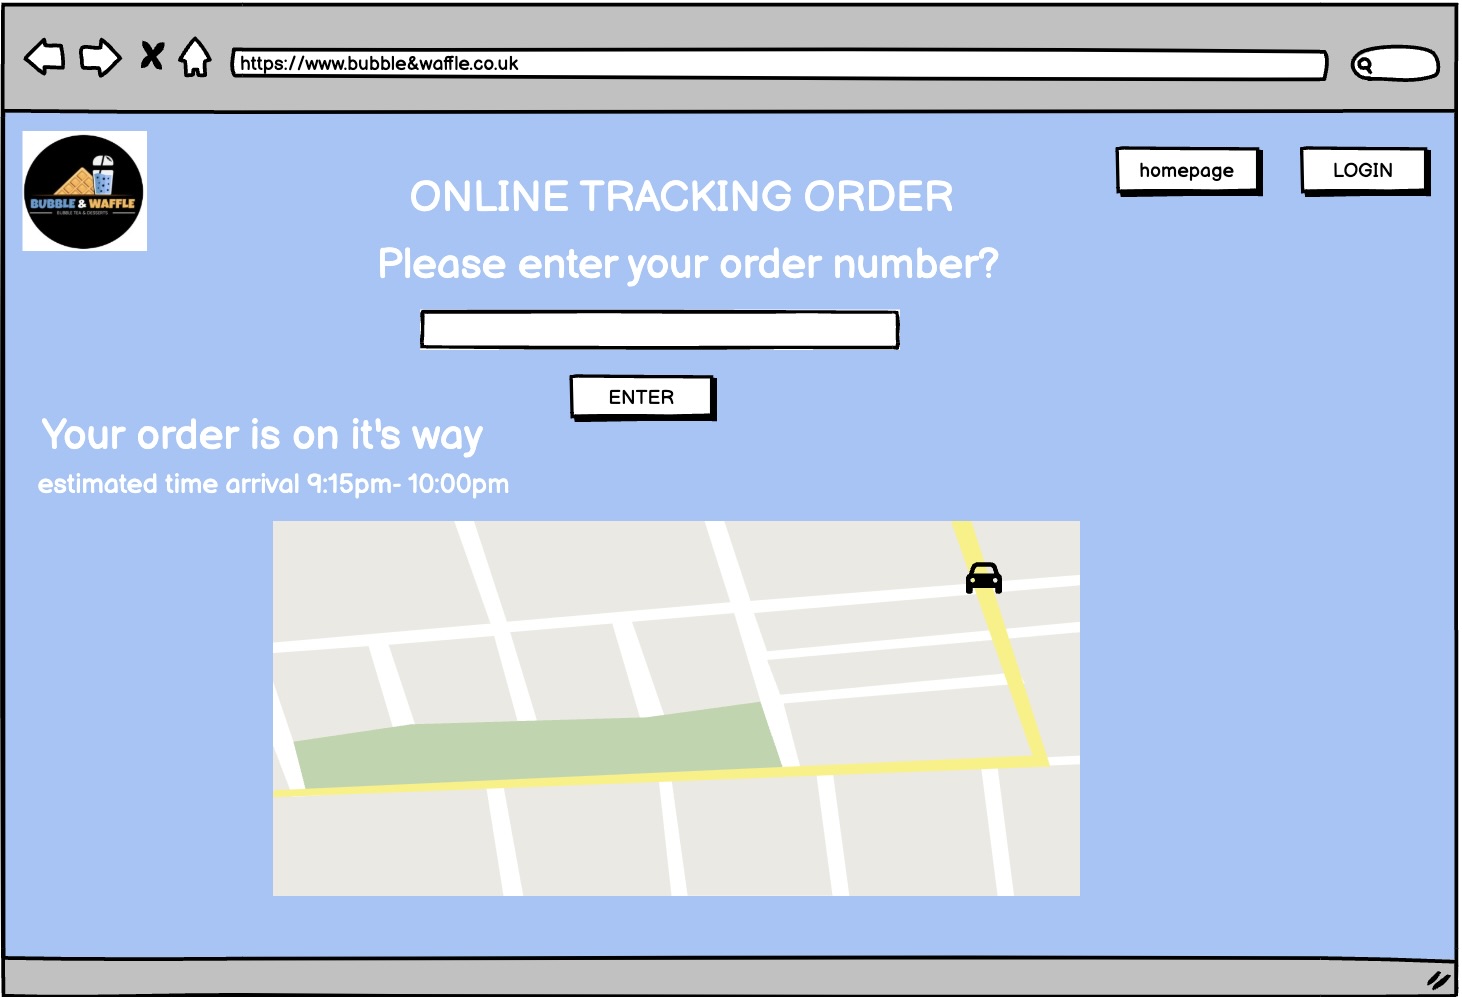 https://www.bubble&waffle.co.uk
homepage
LOGIN
BUBBLE & WAFFLE
BUBBLE TEA & DESSERTS
ONLINE TRACKING ORDER
Please enter your order number?
ENTER
Your order is on it's way
estimated time arrival 9:15pm- 10:00pm